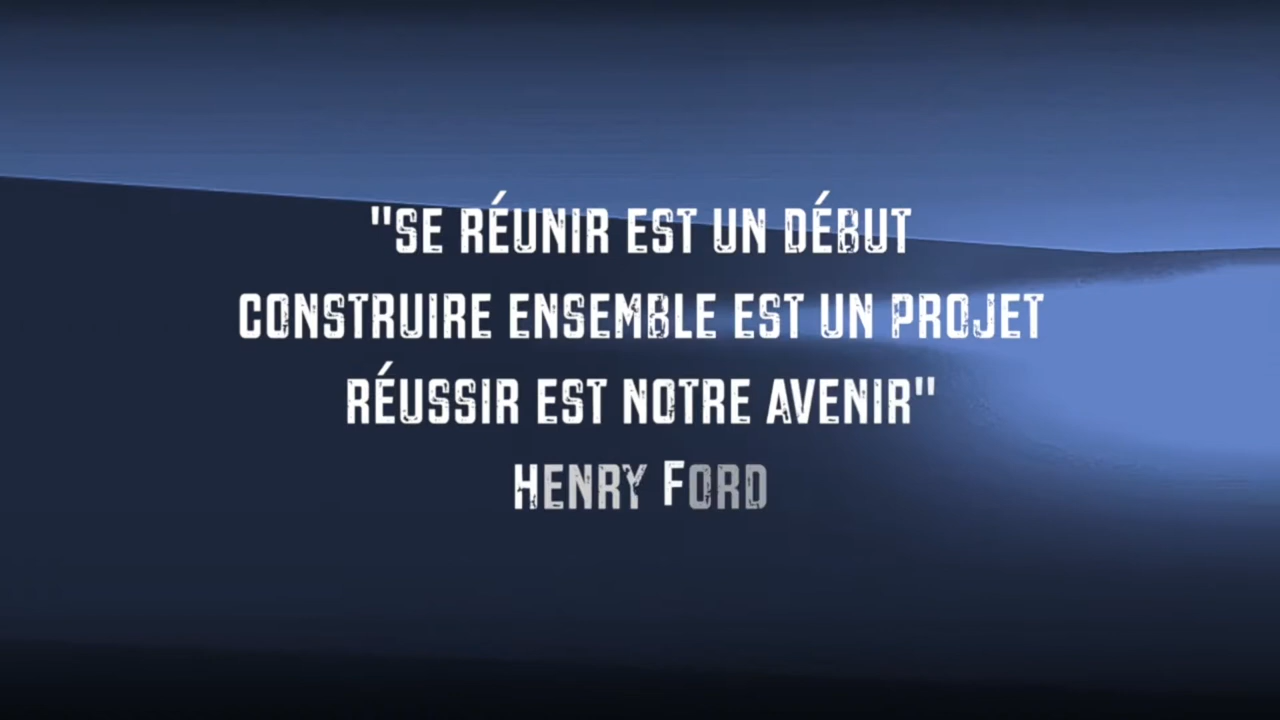 "SE RÉUNIR EST UN DÉBUT
CONSTRUIRE ENSEMBLE EST UN PROJET
RÉUSSIR EST NOTRE AVENIR"
HENRY FORD